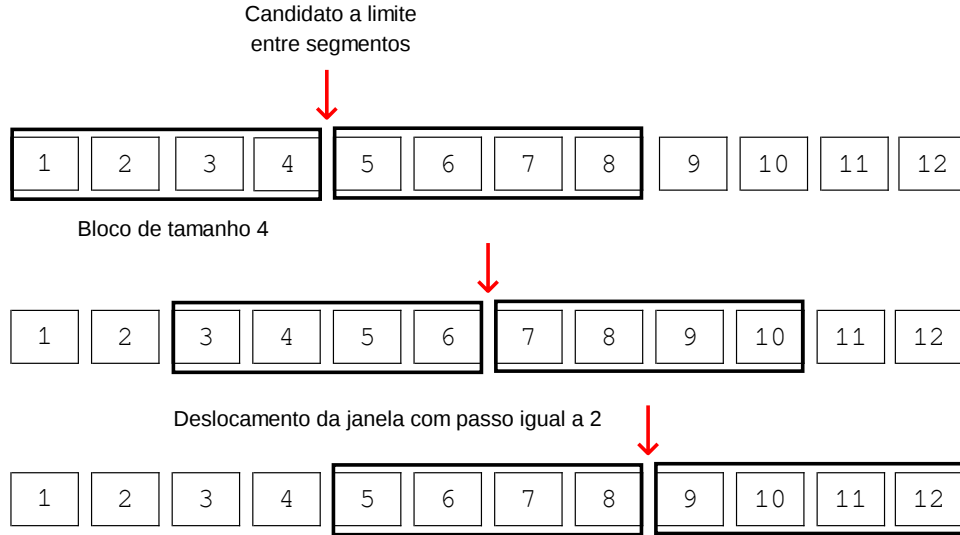 Candidato a limite
entre segmentos
1 2 3 4 5 6 7 8 9 10 11 12
Bloco de tamanho 4
1 2 3 4 5 6 7 8 9 10 11 12
Deslocamento da janela com passo igual a 2
1 2 3 4 5 6 7 8 9 10 11 12